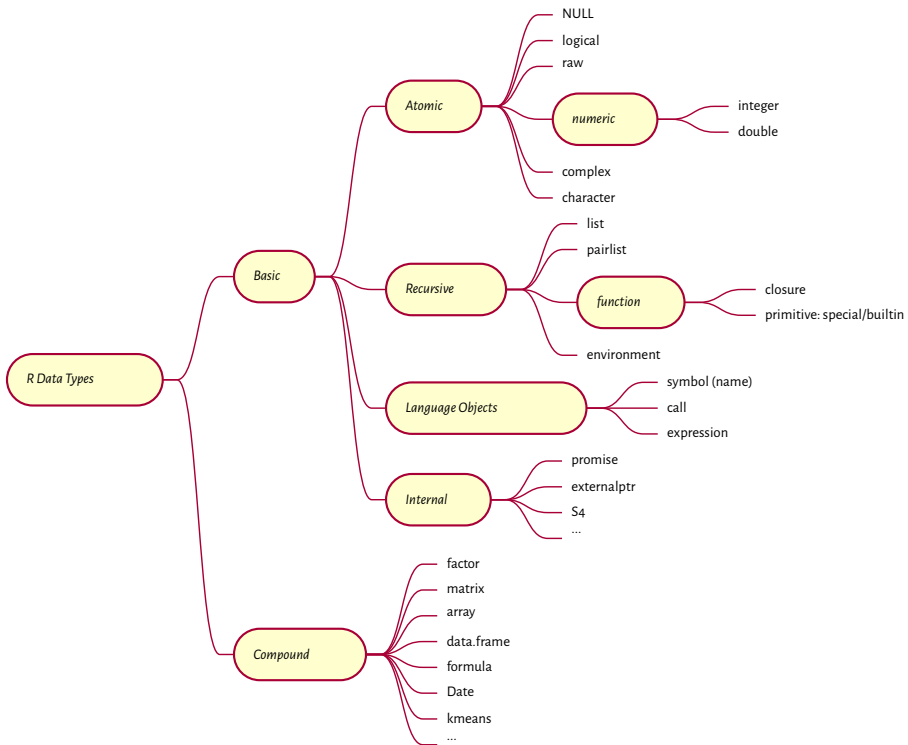 R Data Types
Basic
Atomic
NULL
logical
raw
numeric
integer
double
complex
character
Recursive
list
pairlist
function
closure
primitive: special/builtin
environment
Language Objects
symbol (name)
call
expression
Internal
promise
externalptr
S4
...
Compound
factor
matrix
array
data.frame
formula
Date
kmeans
...